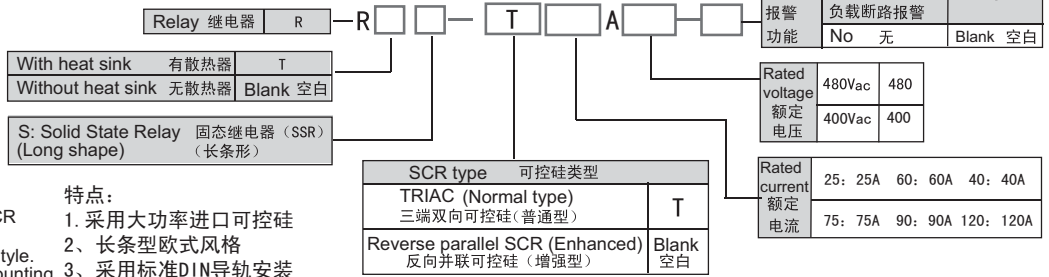 Relay 继电器 R
R — T A —
报警 负载断路报警
功能 No 无 Blank 空白
With heat sink 有散热器 T
Without heat sink 无散热器 Blank 空白
S: Solid State Relay 固态继电器（SSR）
(Long shape) （长条形）
Rated voltage 额定电压
480Vac 480
400Vac 400
SCR type 可控硅类型
TRIAC (Normal type) T
三端双向可控硅(普通型)
Reverse parallel SCR (Enhanced) Blank
反向并联可控硅（增强型） 空白
Rated current 额定电流
25: 25A 60: 60A 40: 40A
75: 75A 90: 90A 120: 120A
特点:
CR 1.采用大功率进口可控硅
tyle. 2、长条型欧式风格
ounting 3、采用标准DIN导轨安装